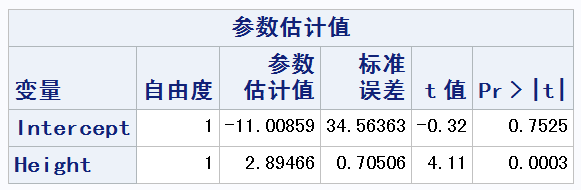 参数估计值
变量 自由度 参数估计值 标准误差 t 值 Pr > |t|
Intercept 1 -11.00859 34.56363 -0.32 0.7525
Height 1 2.89466 0.70506 4.11 0.0003